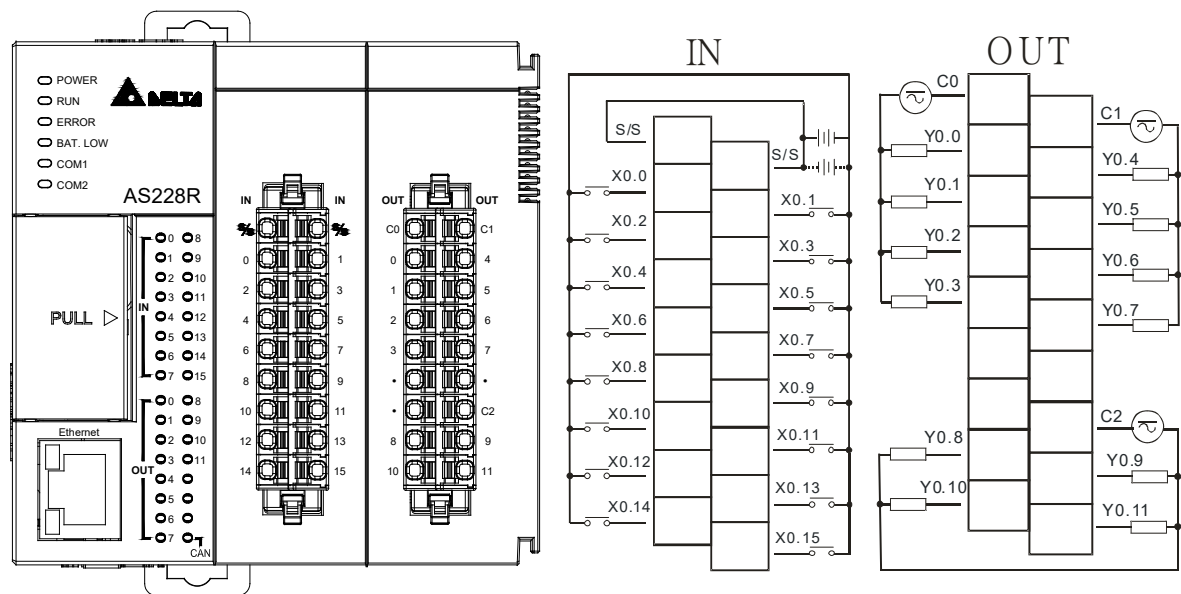 POWER
RUN
ERROR
BAT. LOW
COM1
COM2
DELTA
AS228R
PULL
IN
0 8
1 9
2 10
3 11
4 12
5 13
6 14
7 15
OUT
0 8
1 9
2 10
3 11
4
5
6
7
CAN
Ethernet
IN IN
S/S S/S
0 1
2 3
4 5
6 7
8 9
10 11
12 13
14 15
OUT OUT
C0 C1
0 4
1 5
2 6
3 7
• •
• C2
8 9
10 11
IN
S/S
S/S
X0.0
X0.1
X0.2
X0.3
X0.4
X0.5
X0.6
X0.7
X0.8
X0.9
X0.10
X0.11
X0.12
X0.13
X0.14
X0.15
OUT
C0
C1
Y0.0
Y0.4
Y0.1
Y0.5
Y0.2
Y0.6
Y0.3
Y0.7
C2
Y0.8
Y0.9
Y0.10
Y0.11